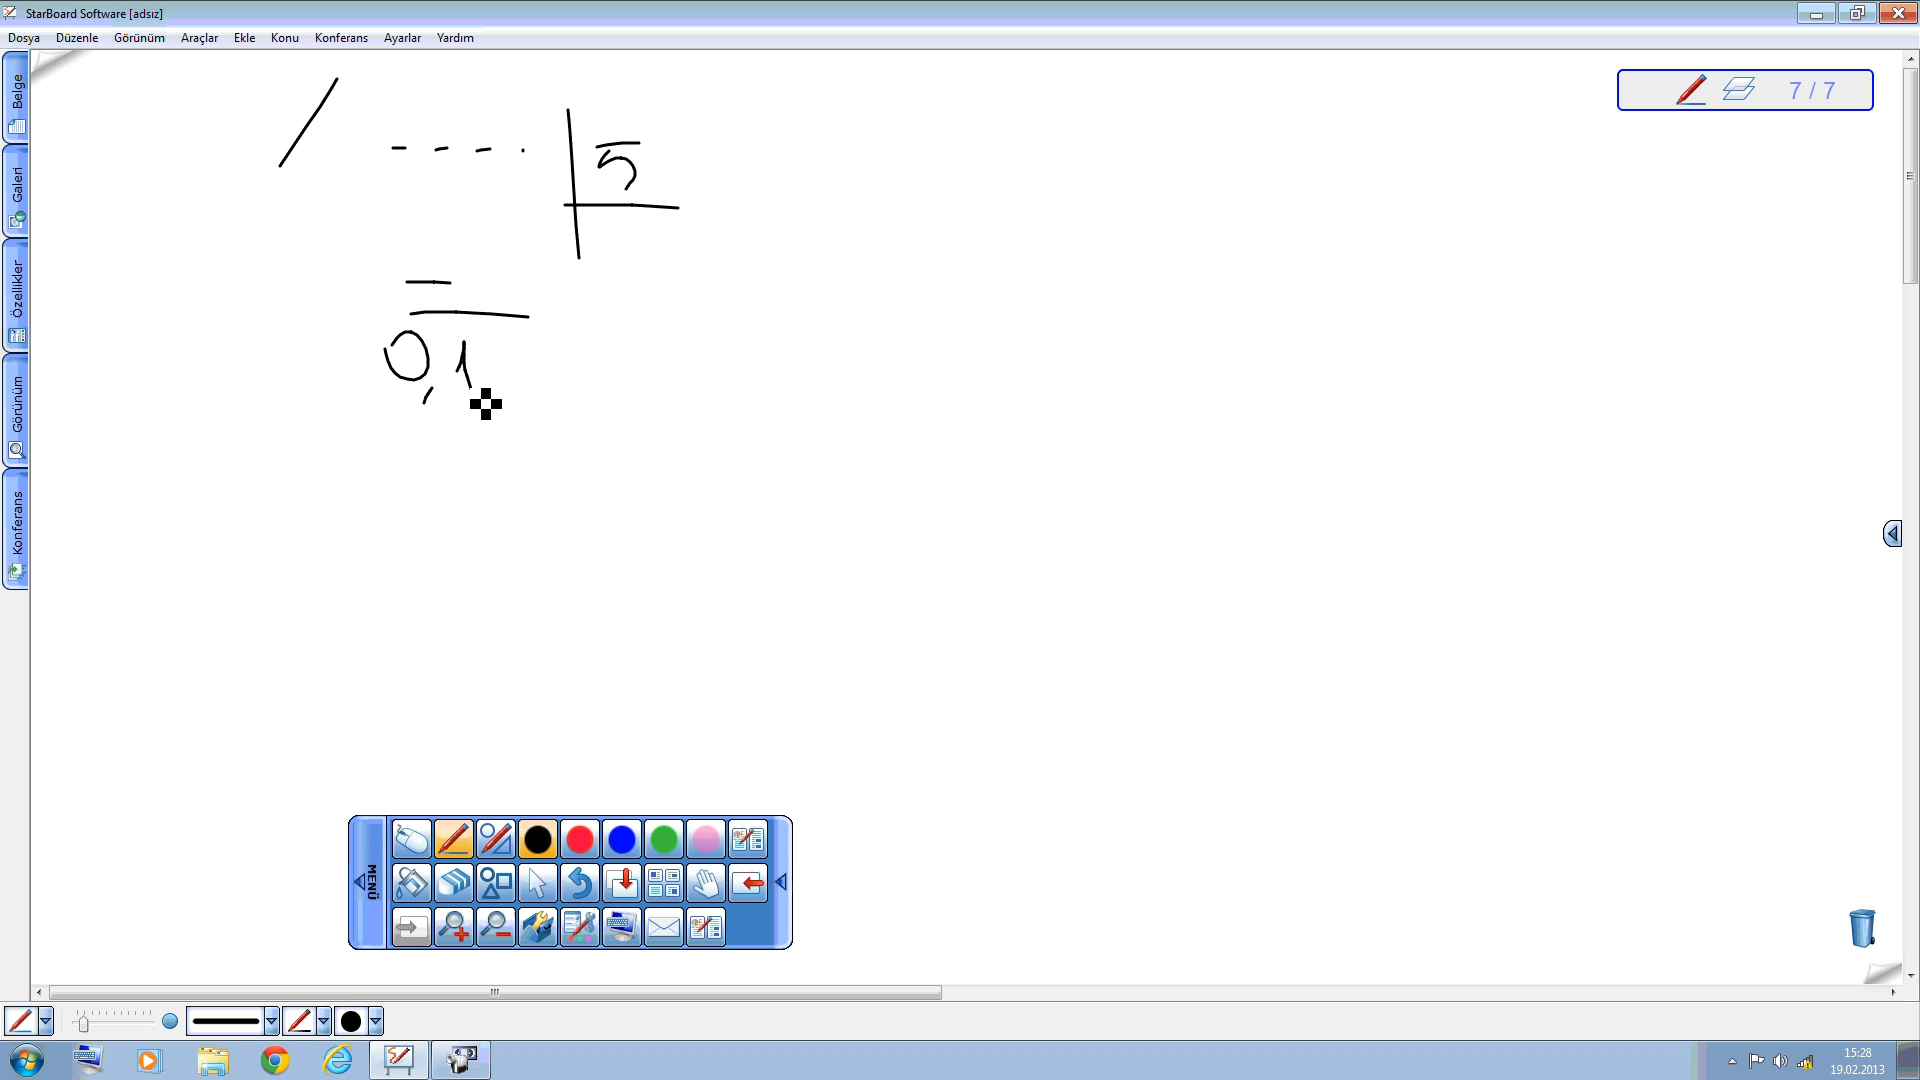 StarBoard Software [adsız]
Dosya Düzenle Görünüm Araçlar Ekle Konu Konferans Ayarlar Yardım
Belge
Galeri
Özellikler
Görünüm
Konferans
7 / 7
5
0,1
MENÜ
15:28
19.02.2013